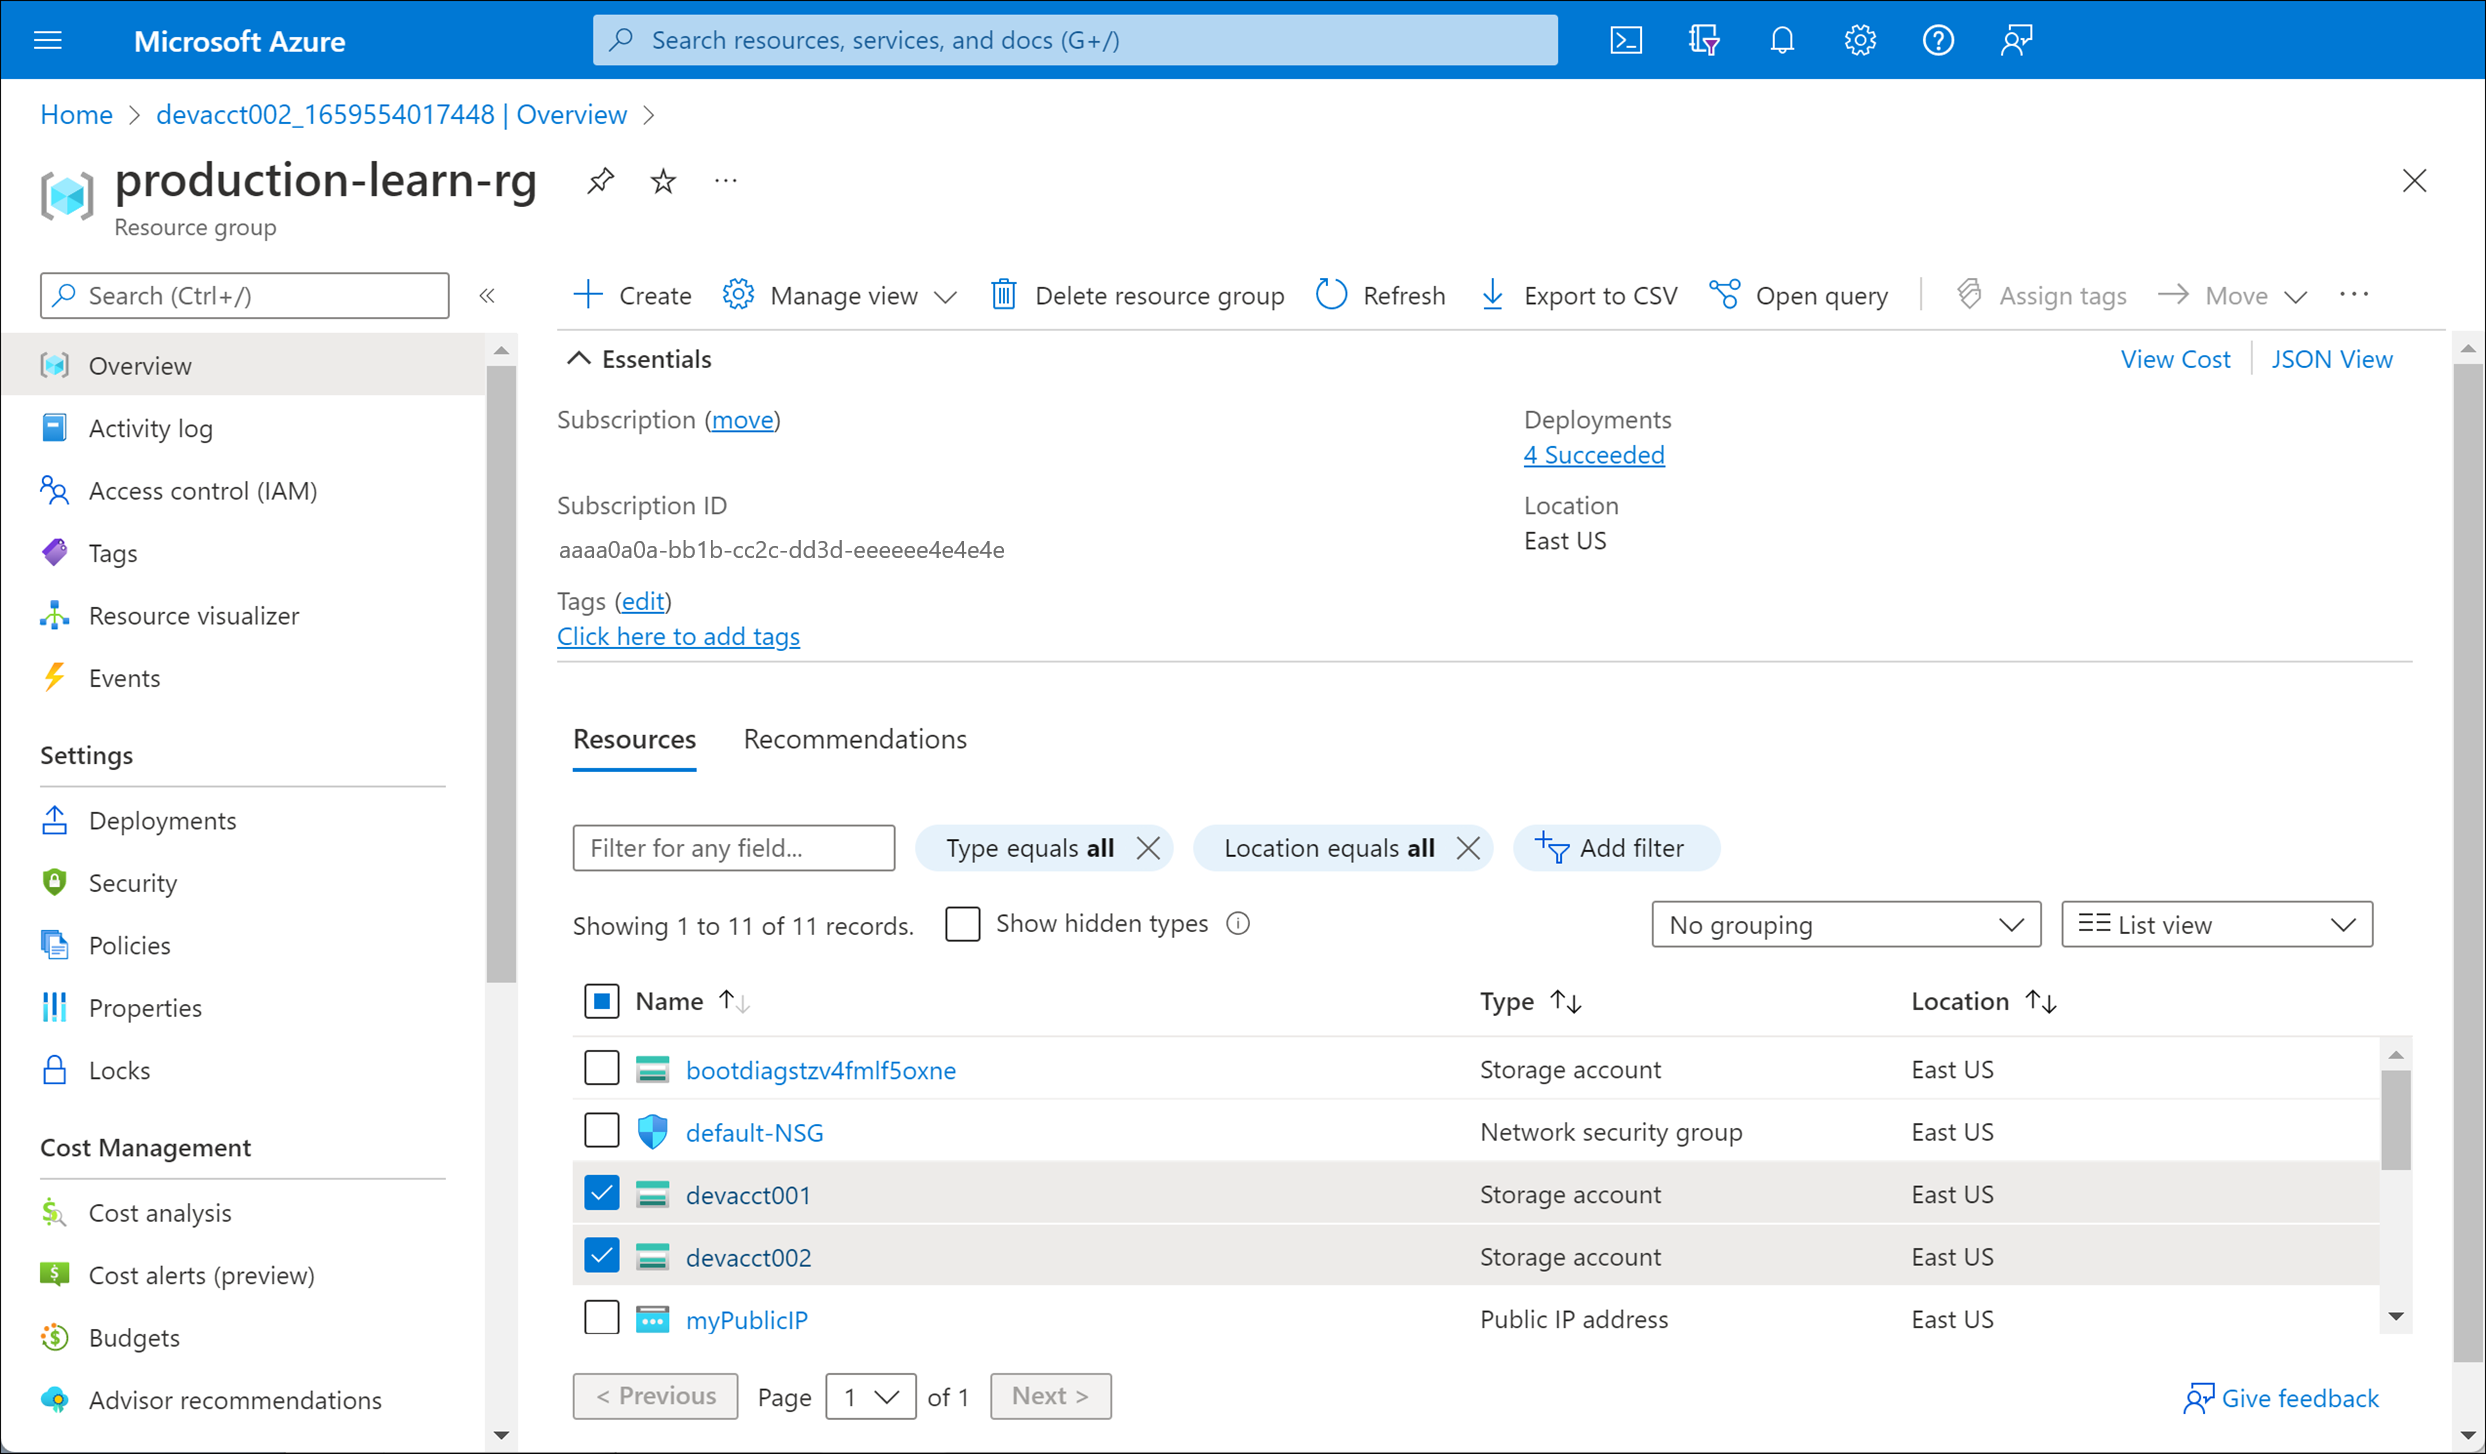 Microsoft Azure
Search resources, services, and docs (G+/)
Home > devacct002_1659554017448 | Overview >
production-learn-rg
Resource group
Search (Ctrl+/)
Create Manage view Delete resource group Refresh Export to CSV Open query Assign tags Move
Overview
Activity log
Access control (IAM)
Tags
Resource visualizer
Events
Settings
Deployments
Security
Policies
Properties
Locks
Cost Management
Cost analysis
Cost alerts (preview)
Budgets
Advisor recommendations
Essentials
View Cost JSON View
Subscription (move)
Deployments
4 Succeeded
Subscription ID
aaaa0a0a-bb1b-cc2c-dd3d-eeeeee4e4e4e
Location
East US
Tags (edit)
Click here to add tags
Resources Recommendations
Filter for any field... Type equals all Location equals all Add filter
Showing 1 to 11 of 11 records. Show hidden types No grouping List view
Name Type Location
bootdiagstzv4fmlf5oxne Storage account East US
default-NSG Network security group East US
devacct001 Storage account East US
devacct002 Storage account East US
myPublicIP Public IP address East US
< Previous Page 1 of 1 Next >
Give feedback